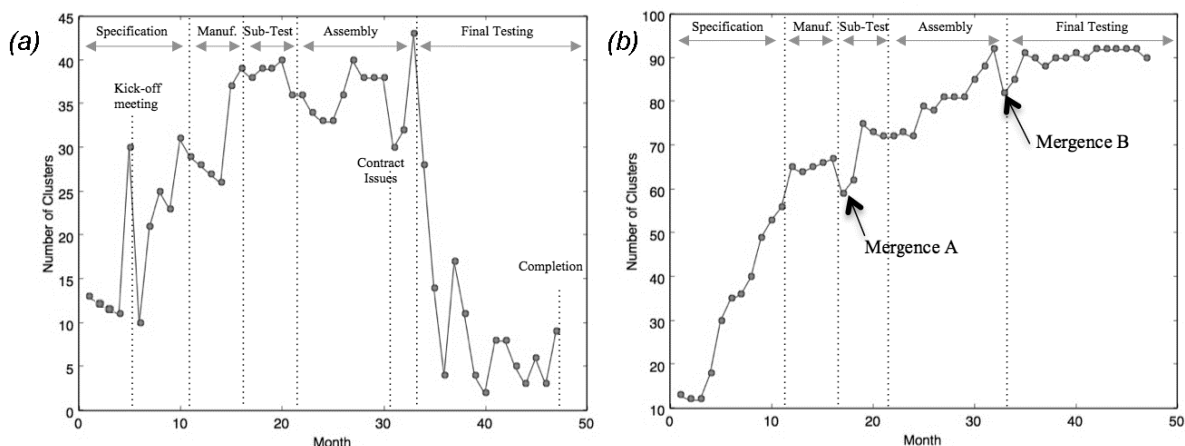 (a)
45
40
35
30
25
20
15
10
5
0
Number of Clusters
Specification
Manuf.
Sub-Test
Assembly
Final Testing
Kick-off
meeting
Contract
Issues
Completion
0 10 20 30 40 50
Month
(b)
100
90
80
70
60
50
40
30
20
10
Number of Clusters
Specification
Manuf.
Sub-Test
Assembly
Final Testing
Mergence A
Mergence B
0 10 20 30 40 50
Month